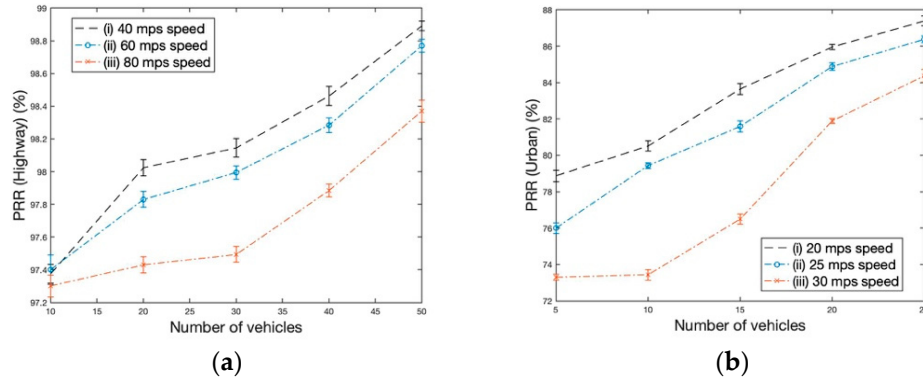 99
98.8
98.6
98.4
98.2
98
97.8
97.6
97.4
97.2
PRR (Highway) (%)
(i) 40 mps speed
(ii) 60 mps speed
(iii) 80 mps speed
10 15 20 25 30 35 40 45 50
Number of vehicles
(a)
88
86
84
82
80
78
76
74
72
PRR (Urban) (%)
(i) 20 mps speed
(ii) 25 mps speed
(iii) 30 mps speed
5 10 15 20
Number of vehicles
(b)